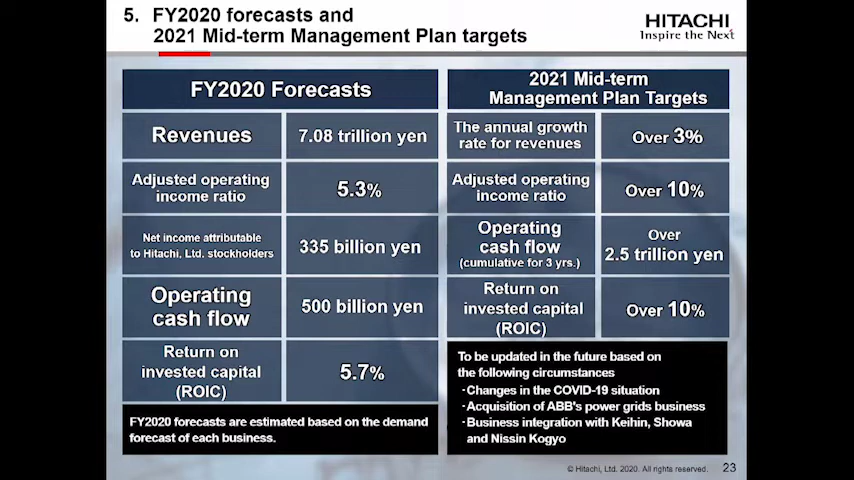 5. FY2020 forecasts and
2021 Mid-term Management Plan targets
HITACHI
Inspire the Next
FY2020 Forecasts
Revenues
7.08 trillion yen
Adjusted operating
income ratio
5.3%
Net income attributable
to Hitachi, Ltd. stockholders
335 billion yen
Operating
cash flow
500 billion yen
Return on
invested capital
(ROIC)
5.7%
FY2020 forecasts are estimated based on the demand
forecast of each business.
2021 Mid-term
Management Plan Targets
The annual growth
rate for revenues
Over 3%
Adjusted operating
income ratio
Over 10%
Operating
cash flow
(cumulative for 3 yrs.)
Over
2.5 trillion yen
Return on
invested capital
(ROIC)
Over 10%
To be updated in the future based on
the following circumstances
・Changes in the COVID-19 situation
・Acquisition of ABB's power grids business
・Business integration with Keihin, Showa
and Nissin Kogyo
© Hitachi, Ltd. 2020. All rights reserved.
23